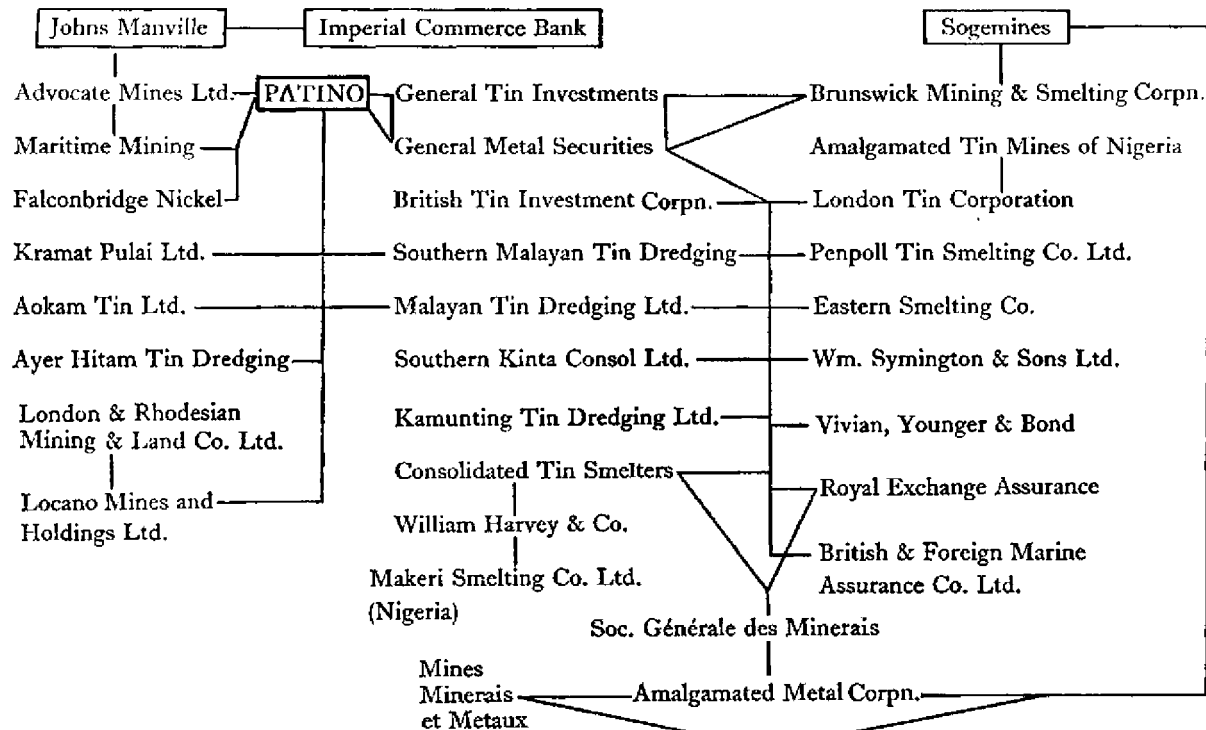 Johns Manville
Imperial Commerce Bank
Sogemines
Advocate Mines Ltd.
PATINO
General Tin Investments
Brunswick Mining & Smelting Corpn.
Maritime Mining
General Metal Securities
Amalgamated Tin Mines of Nigeria
Falconbridge Nickel
British Tin Investment Corpn.
London Tin Corporation
Kramat Pulai Ltd.
Southern Malayan Tin Dredging
Penpoll Tin Smelting Co. Ltd.
Aokam Tin Ltd.
Malayan Tin Dredging Ltd.
Eastern Smelting Co.
Ayer Hitam Tin Dredging
Southern Kinta Consol Ltd.
Wm. Symington & Sons Ltd.
London & Rhodesian
Mining & Land Co. Ltd.
Kamunting Tin Dredging Ltd.
Vivian, Younger & Bond
Consolidated Tin Smelters
Royal Exchange Assurance
Locano Mines and
Holdings Ltd.
William Harvey & Co.
British & Foreign Marine
Assurance Co. Ltd.
Makeri Smelting Co. Ltd.
(Nigeria)
Soc. Générale des Minerais
Mines
Minerais
et Metaux
Amalgamated Metal Corpn.